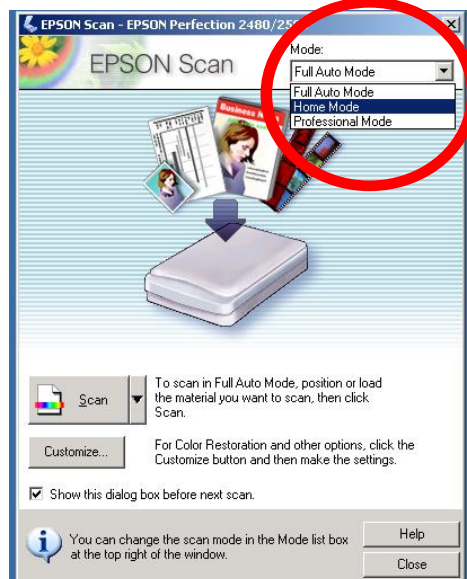 EPSON Scan - EPSON Perfection 2480/25
EPSON Scan
Mode:
Full Auto Mode
Full Auto Mode
Home Mode
Professional Mode
Business N
Scan
To scan in Full Auto Mode, position or load
the material you want to scan, then click
Scan.
Customize...
For Color Restoration and other options, click the
Customize button and then make the settings.
Show this dialog box before next scan.
You can change the scan mode in the Mode list box
at the top right of the window.
Help
Close